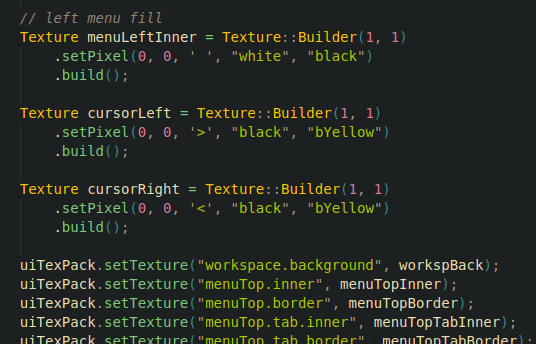 // left menu fill
Texture menuLeftInner = Texture::Builder(1, 1)
.setPixel(0, 0, ' ', "white", "black")
.build();
Texture cursorLeft = Texture::Builder(1, 1)
.setPixel(0, 0, '>', "black", "bYellow")
.build();
Texture cursorRight = Texture::Builder(1, 1)
.setPixel(0, 0, '<', "black", "bYellow")
.build();
uiTexPack.setTexture("workspace.background", workspBack);
uiTexPack.setTexture("menuTop.inner", menuTopInner);
uiTexPack.setTexture("menuTop.border", menuTopBorder);
uiTexPack.setTexture("menuTop.tab.inner", menuTopTabInner);
uiTexPack.setTexture("menuTop.tab.border", menuTopTabBorder);